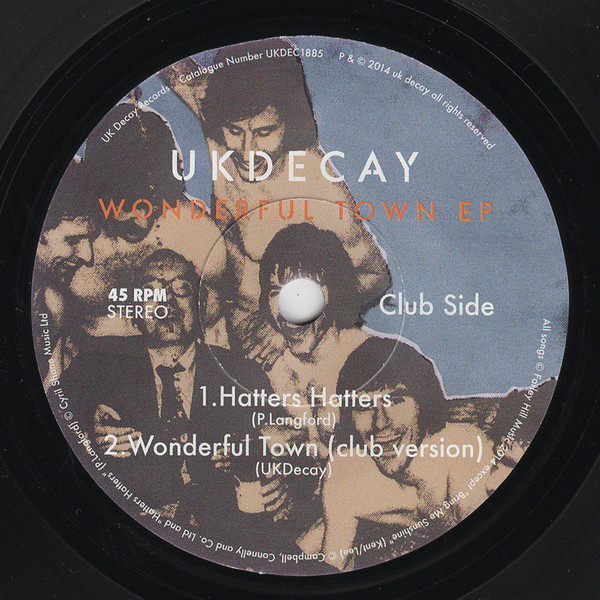 UK Decay Records Catalogue Number UKDEC1885 P & © 2014 uk decay all rights reserved
UKDECAY
WONDERFUL TOWN EP
45 RPM
STEREO
Club Side
1.Hatters Hatters
(P.Langford)
2.Wonderful Town (club version)
(UKDecay)
All songs © Farley Hill Music 2014 except "Bring Me Sunshine" (Kent/Lee) © Campbell, Connelly and Co. Ltd and "Hatters Hatters" (P.Langford) © Cyril Shane Music Ltd